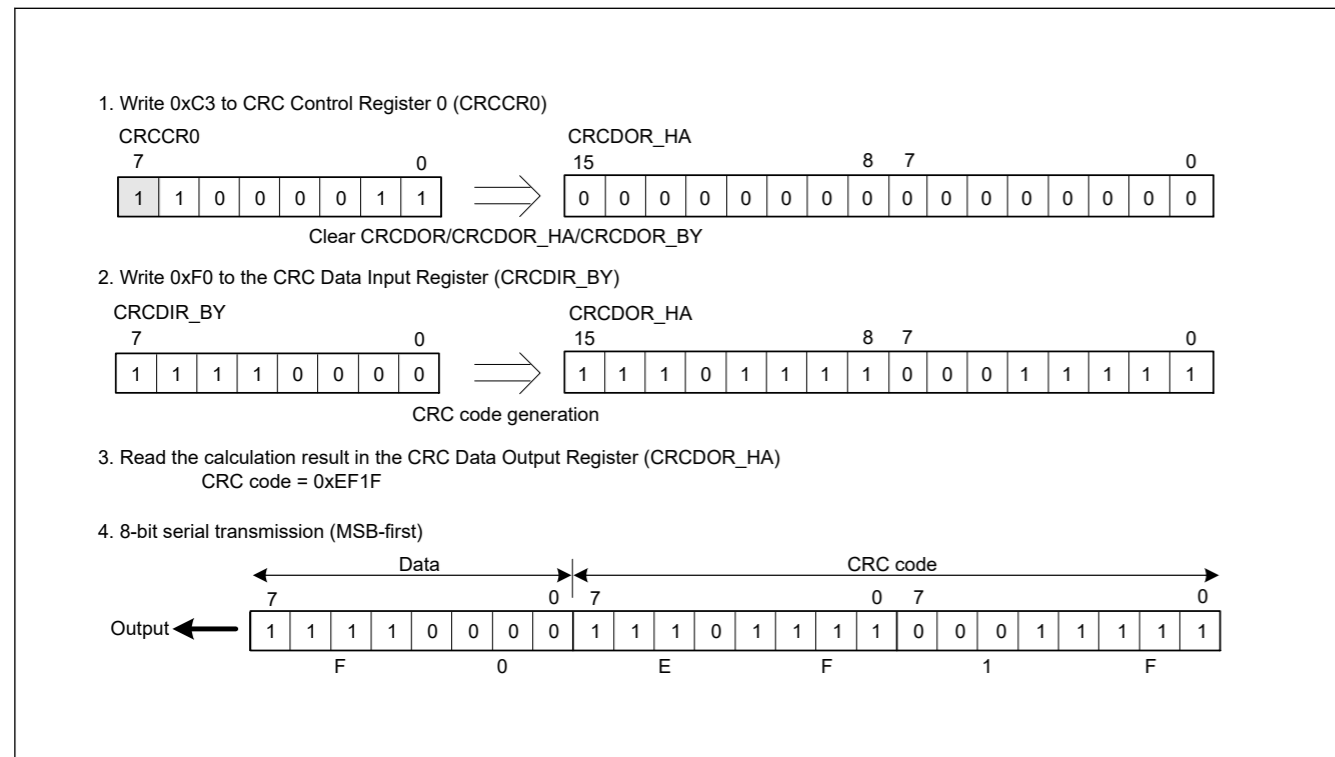 1. Write 0xC3 to CRC Control Register 0 (CRCCR0)
CRCCR0 CRCDOR_HA
7 0 15 8 7 0
1 1 0 0 0 0 1 1 0 0 0 0 0 0 0 0 0 0 0 0 0 0 0 0
Clear CRCDOR/CRCDOR_HA/CRCDOR_BY
2. Write 0xF0 to the CRC Data Input Register (CRCDIR_BY)
CRCDIR_BY CRCDOR_HA
7 0 15 8 7 0
1 1 1 1 0 0 0 0 1 1 1 0 1 1 1 1 0 0 0 1 1 1 1 1
CRC code generation
3. Read the calculation result in the CRC Data Output Register (CRCDOR_HA)
CRC code = 0xEF1F
4. 8-bit serial transmission (MSB-first)
Data CRC code
7 0 7 0 7 0
Output 1 1 1 1 0 0 0 0 1 1 1 0 1 1 1 1 0 0 0 1 1 1 1 1
F 0 E F 1 F